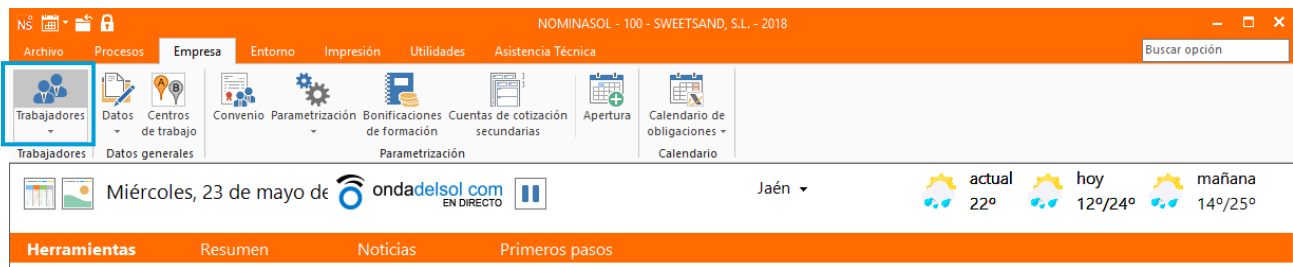 NS NOMINASOL - 100 - SWEETSAND, S.L. - 2018
Archivo Procesos Empresa Entorno Impresión Utilidades Asistencia Técnica Buscar opción
A B
Trabajadores Datos Centros de trabajo Convenio Parametrización Bonificaciones de formación Cuentas de cotización secundarias Apertura Calendario de obligaciones
Trabajadores Datos generales Parametrización Calendario
Miércoles, 23 de mayo de ondadelsol com EN DIRECTO Jaén actual 22º hoy 12º/24º mañana 14º/25º
Herramientas Resumen Noticias Primeros pasos